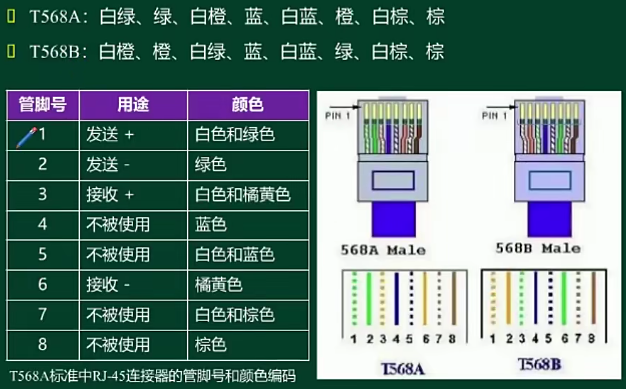 T568A：白绿、绿、白橙、蓝、白蓝、橙、白棕、棕
T568B：白橙、橙、白绿、蓝、白蓝、绿、白棕、棕
管脚号 用途 颜色
1 发送 + 白色和绿色
2 发送 - 绿色
3 接收 + 白色和橘黄色
4 不被使用 蓝色
5 不被使用 白色和蓝色
6 接收 - 橘黄色
7 不被使用 白色和棕色
8 不被使用 棕色
T568A标准中RJ-45连接器的管脚号和颜色编码
PIN 1
PIN 1
568A Male
568B Male
1 2 3 4 5 6 7 8
1 2 3 4 5 6 7 8
T568A
T568B